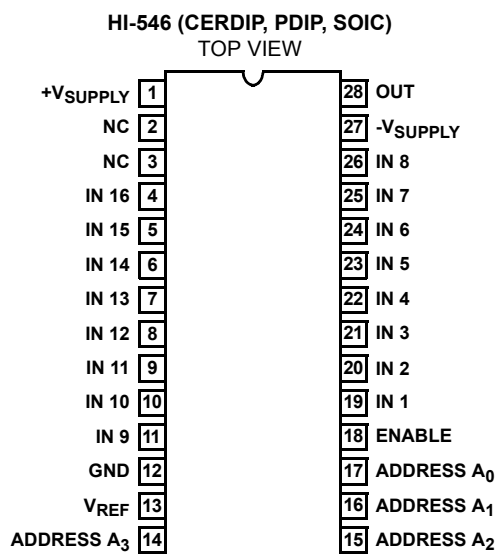 HI-546 (CERDIP, PDIP, SOIC)
TOP VIEW
+VSUPPLY 1 28 OUT
NC 2 27 -VSUPPLY
NC 3 26 IN 8
IN 16 4 25 IN 7
IN 15 5 24 IN 6
IN 14 6 23 IN 5
IN 13 7 22 IN 4
IN 12 8 21 IN 3
IN 11 9 20 IN 2
IN 10 10 19 IN 1
IN 9 11 18 ENABLE
GND 12 17 ADDRESS A0
VREF 13 16 ADDRESS A1
ADDRESS A3 14 15 ADDRESS A2